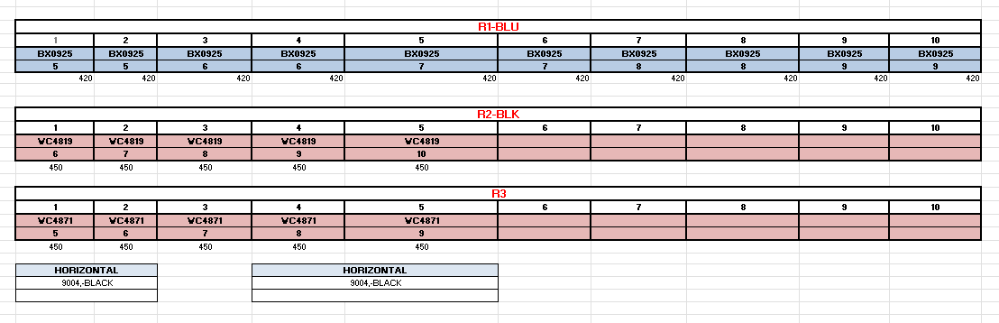 R1-BLU
1 2 3 4 5 6 7 8 9 10
BX0925 BX0925 BX0925 BX0925 BX0925 BX0925 BX0925 BX0925 BX0925 BX0925
5 5 6 6 7 7 8 8 9 9
420 420 420 420 420 420 420 420 420 420
R2-BLK
1 2 3 4 5 6 7 8 9 10
WC4819 WC4819 WC4819 WC4819 WC4819
6 7 8 9 10
450 450 450 450 450
R3
1 2 3 4 5 6 7 8 9 10
WC4871 WC4871 WC4871 WC4871 WC4871
5 6 7 8 9
450 450 450 450 450
HORIZONTAL HORIZONTAL
9004,-BLACK 9004,-BLACK